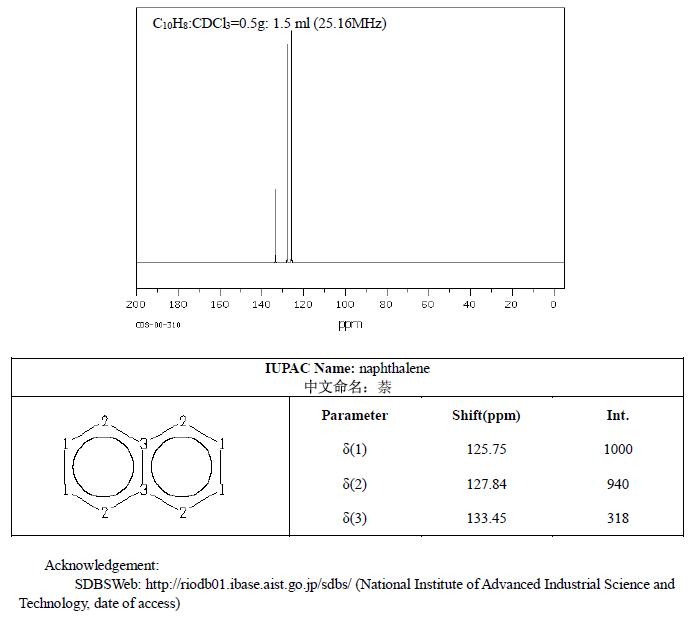 C₁₀H₈:CDCl₃=0.5g: 1.5 ml (25.16MHz)
200 180 160 140 120 100 80 60 40 20 0
CDS-00-310
ppm
IUPAC Name: naphthalene
中文命名：萘
Parameter Shift(ppm) Int.
δ(1) 125.75 1000
δ(2) 127.84 940
δ(3) 133.45 318
2 2
1 3 1
1 3 1
2 2
Acknowledgement:
SDBSWeb: http://riodb01.ibase.aist.go.jp/sdbs/ (National Institute of Advanced Industrial Science and
Technology, date of access)